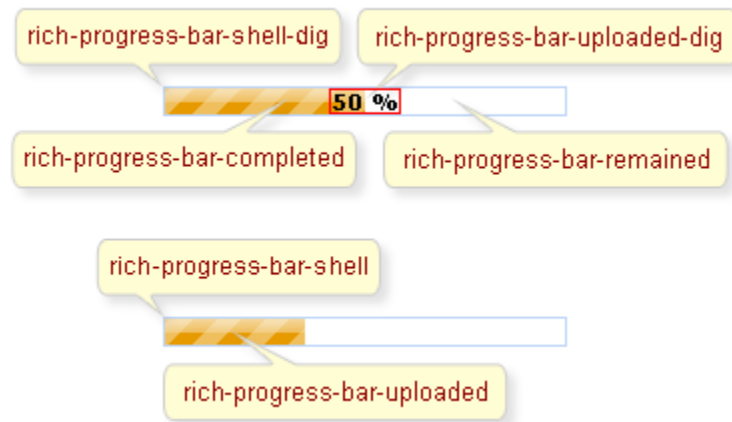 rich-progress-bar-shell-dig
rich-progress-bar-uploaded-dig
50 %
rich-progress-bar-completed
rich-progress-bar-remained
rich-progress-bar-shell
rich-progress-bar-uploaded